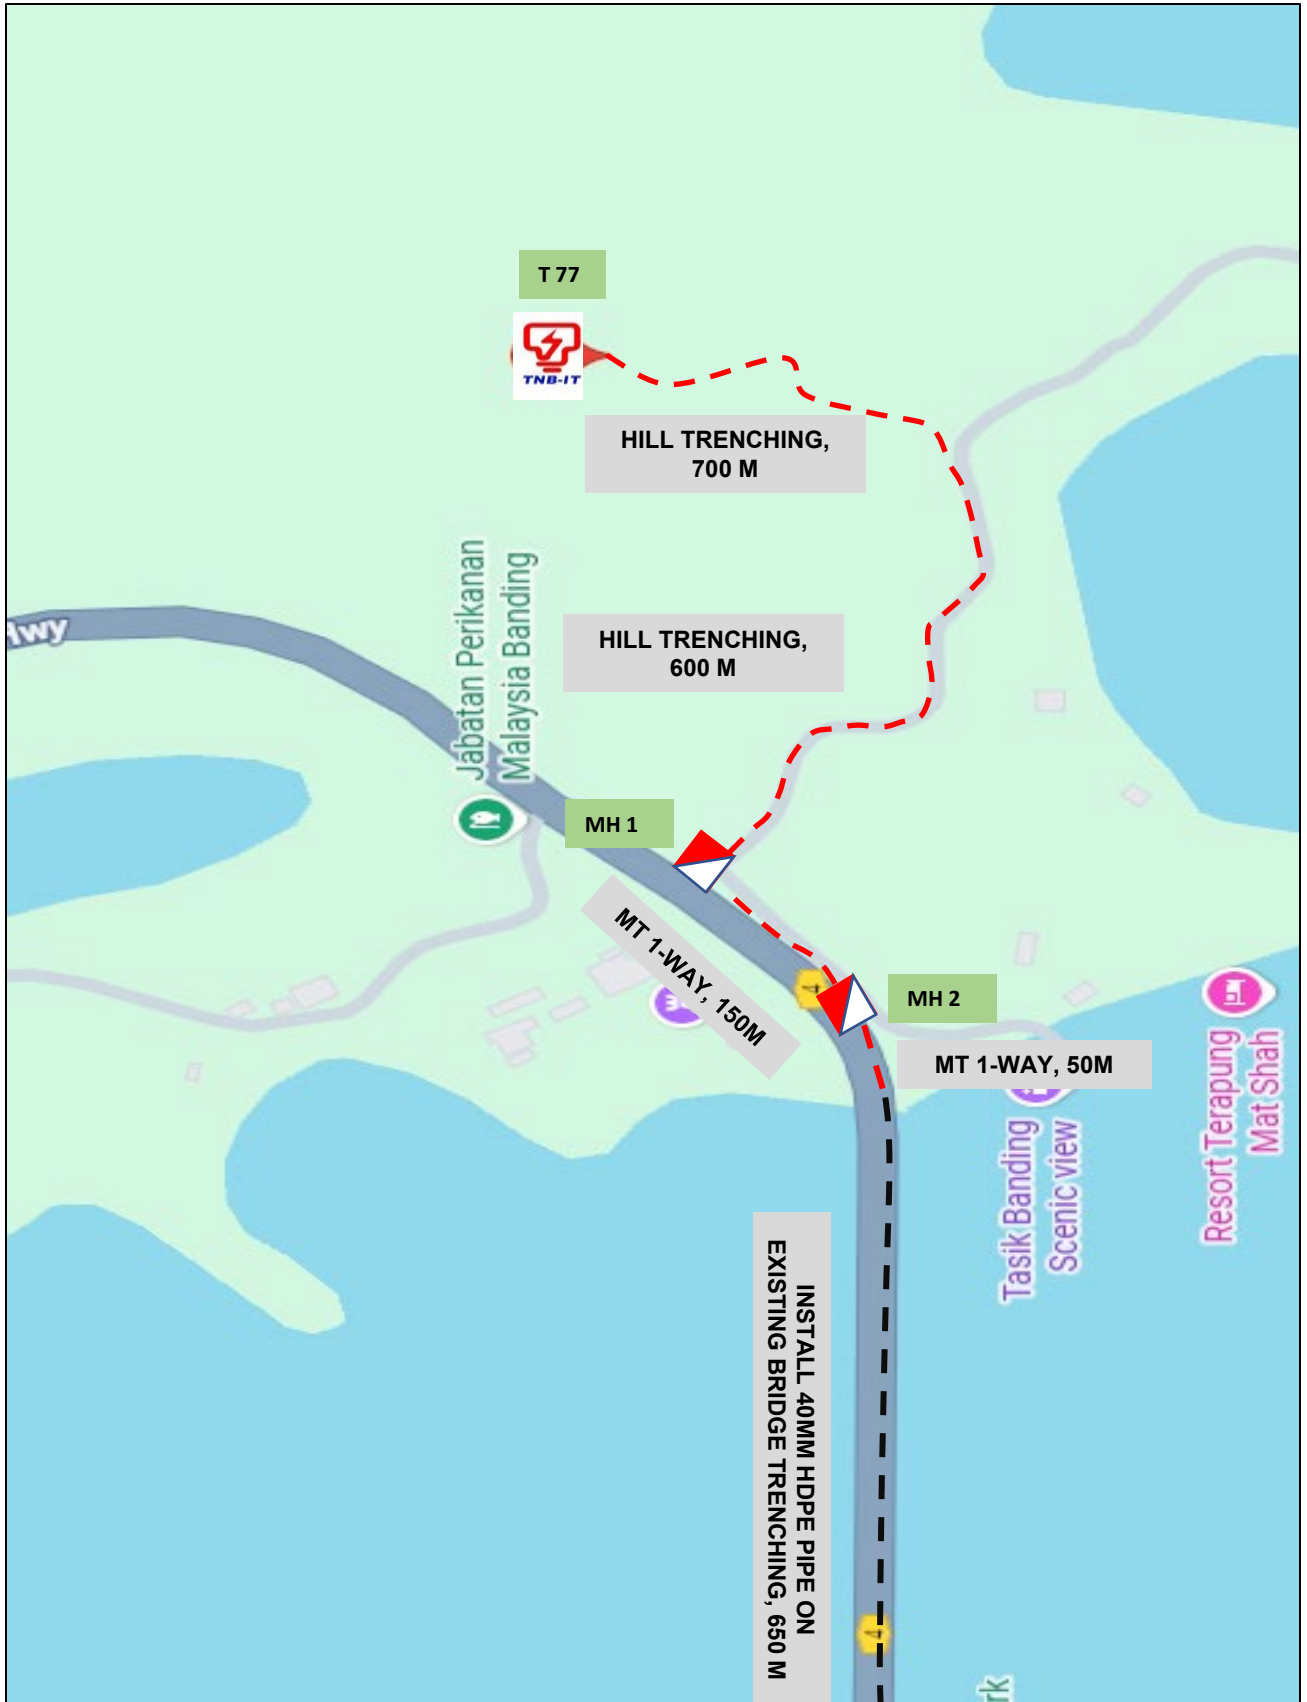 T 77
TNB-IT
HILL TRENCHING,
700 M
Jabatan Perikanan
Malaysia Banding
HILL TRENCHING,
600 M
MH 1
MT 1-WAY, 150M
4
MH 2
MT 1-WAY, 50M
Resort Terapung
Mat Shah
Tasik Banding
Scenic view
INSTALL 40MM HDPE PIPE ON
EXISTING BRIDGE TRENCHING, 650 M
4